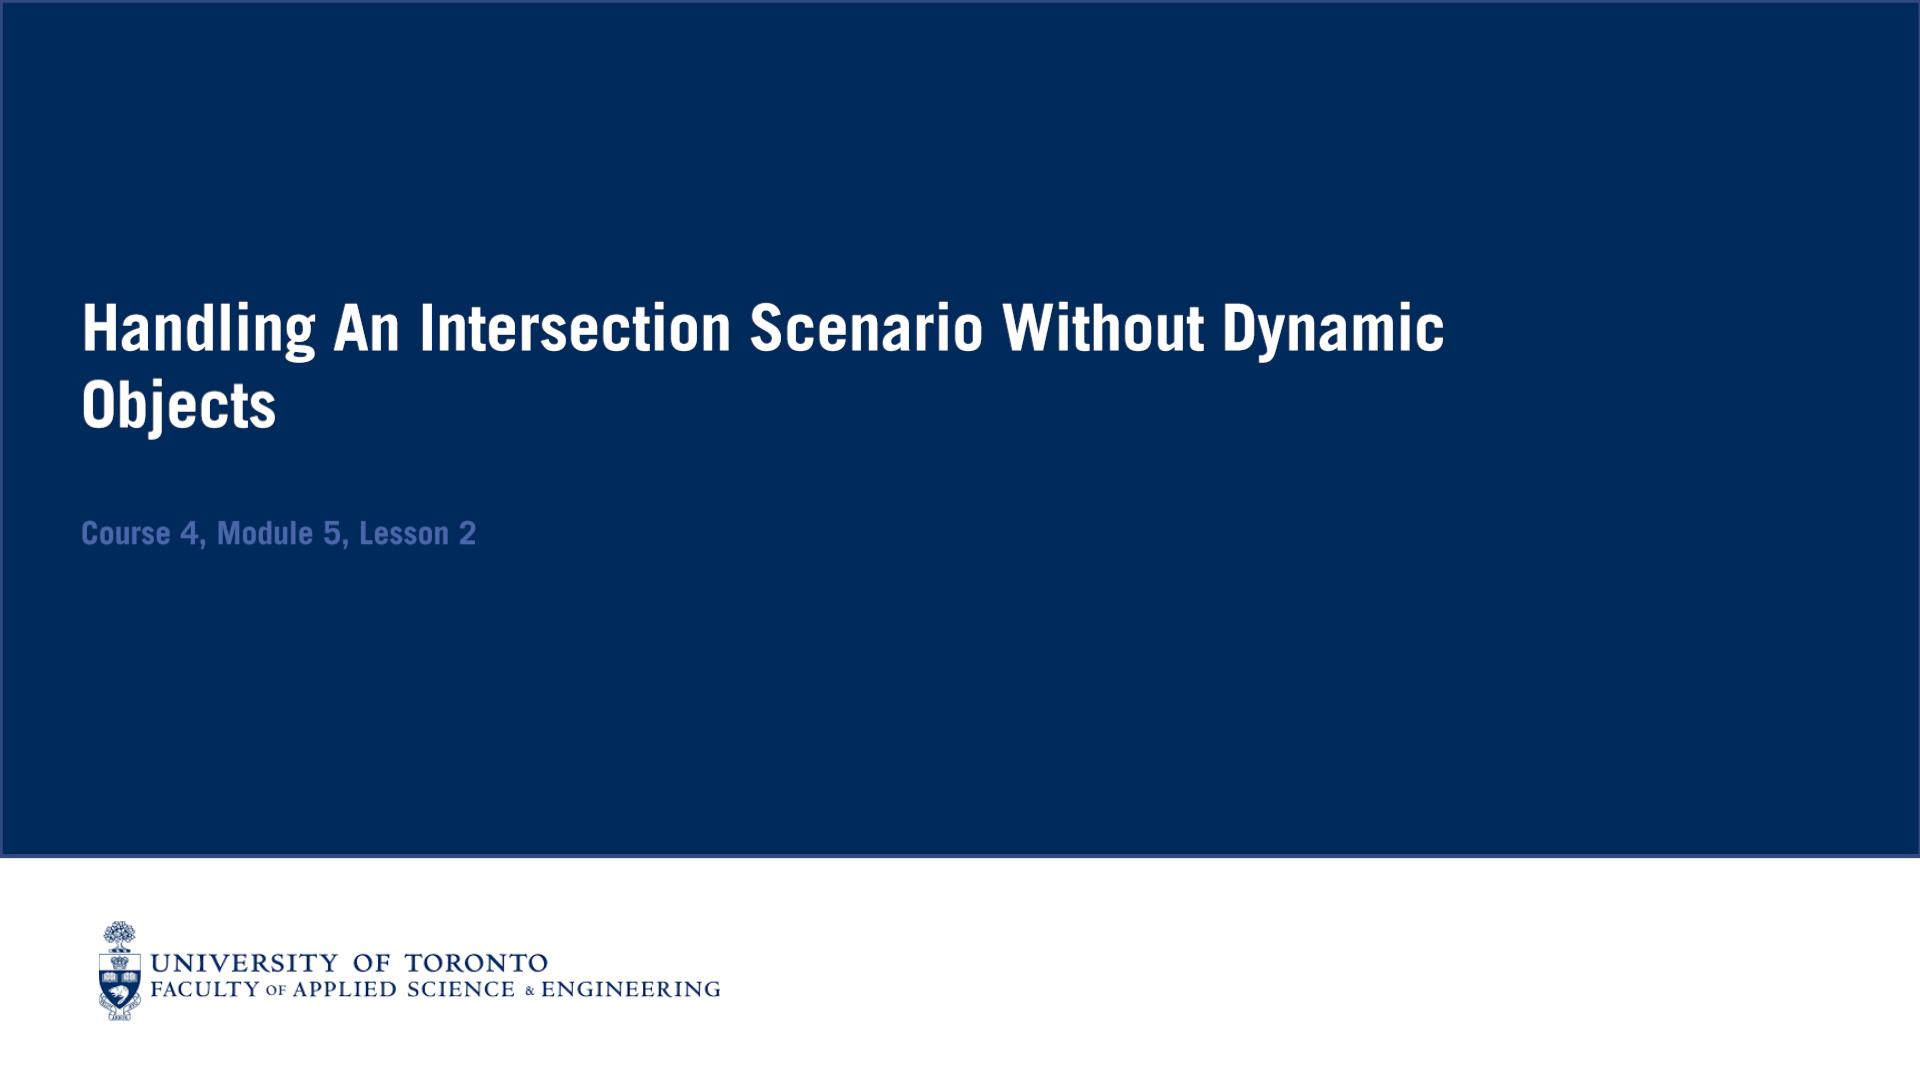 Handling An Intersection Scenario Without Dynamic
Objects
Course 4, Module 5, Lesson 2
UNIVERSITY OF TORONTO
FACULTY OF APPLIED SCIENCE & ENGINEERING